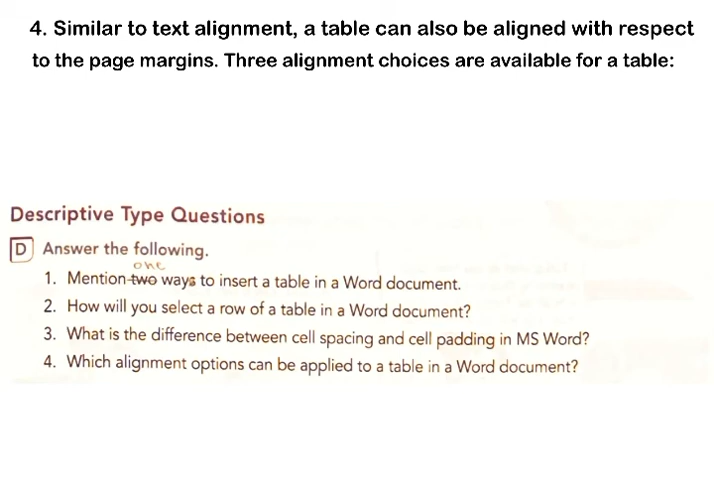 4. Similar to text alignment, a table can also be aligned with respect
to the page margins. Three alignment choices are available for a table:
Descriptive Type Questions
D Answer the following.
one
1. Mention two ways to insert a table in a Word document.
2. How will you select a row of a table in a Word document?
3. What is the difference between cell spacing and cell padding in MS Word?
4. Which alignment options can be applied to a table in a Word document?